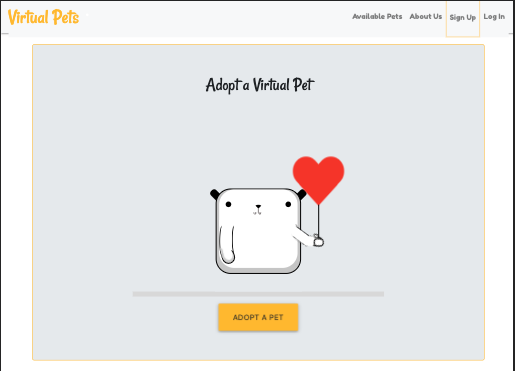 Virtual Pets
Available Pets About Us Sign Up Log In
Adopt a Virtual Pet
ADOPT A PET